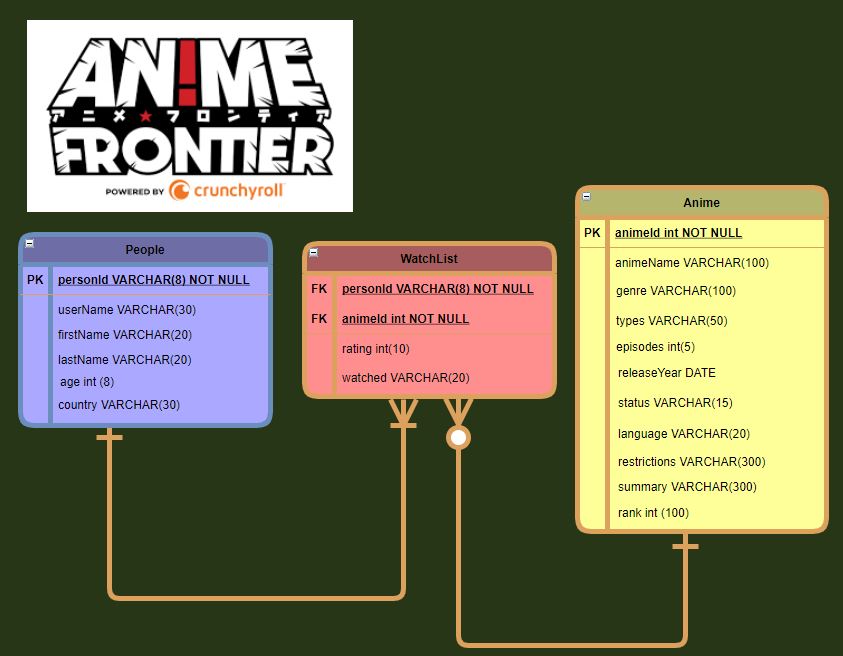 AN!ME
アニメ★フロンティア
FRONTIER
POWERED BY crunchyroll
People
PK personId VARCHAR(8) NOT NULL
userName VARCHAR(30)
firstName VARCHAR(20)
lastName VARCHAR(20)
age int (8)
country VARCHAR(30)
WatchList
FK personId VARCHAR(8) NOT NULL
FK animeId int NOT NULL
rating int(10)
watched VARCHAR(20)
Anime
PK animeId int NOT NULL
animeName VARCHAR(100)
genre VARCHAR(100)
types VARCHAR(50)
episodes int(5)
releaseYear DATE
status VARCHAR(15)
language VARCHAR(20)
restrictions VARCHAR(300)
summary VARCHAR(300)
rank int (100)